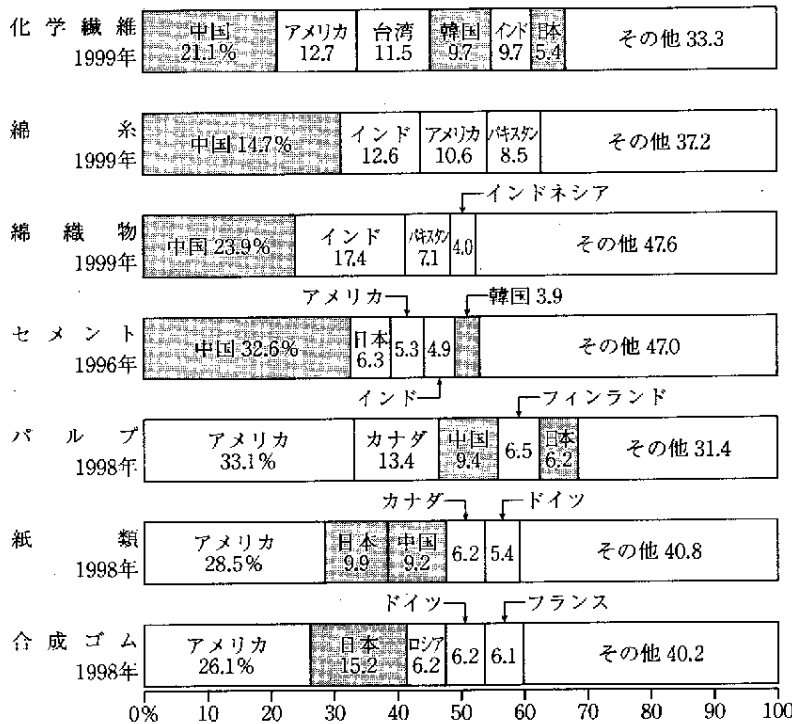 化学繊維
1999年
中国
21.1%
アメリカ
12.7
台湾
11.5
韓国
9.7
インド
9.7
日本
5.4
その他 33.3
綿糸
1999年
中国 14.7%
インド
12.6
アメリカ
10.6
パキスタン
8.5
その他 37.2
インドネシア
綿織物
1999年
中国 23.9%
インド
17.4
パキスタン
7.1
4.0
その他 47.6
アメリカ
韓国 3.9
セメント
1996年
中国 32.6%
日本
6.3
5.3
4.9
その他 47.0
インド
フィンランド
パルプ
1998年
アメリカ
33.1%
カナダ
13.4
中国
9.4
6.5
日本
6.2
その他 31.4
カナダ
ドイツ
紙類
1998年
アメリカ
28.5%
日本
9.9
中国
9.2
6.2
5.4
その他 40.8
ドイツ
フランス
合成ゴム
1998年
アメリカ
26.1%
日本
15.2
ロシア
6.2
6.2
6.1
その他 40.2
0% 10 20 30 40 50 60 70 80 90 100